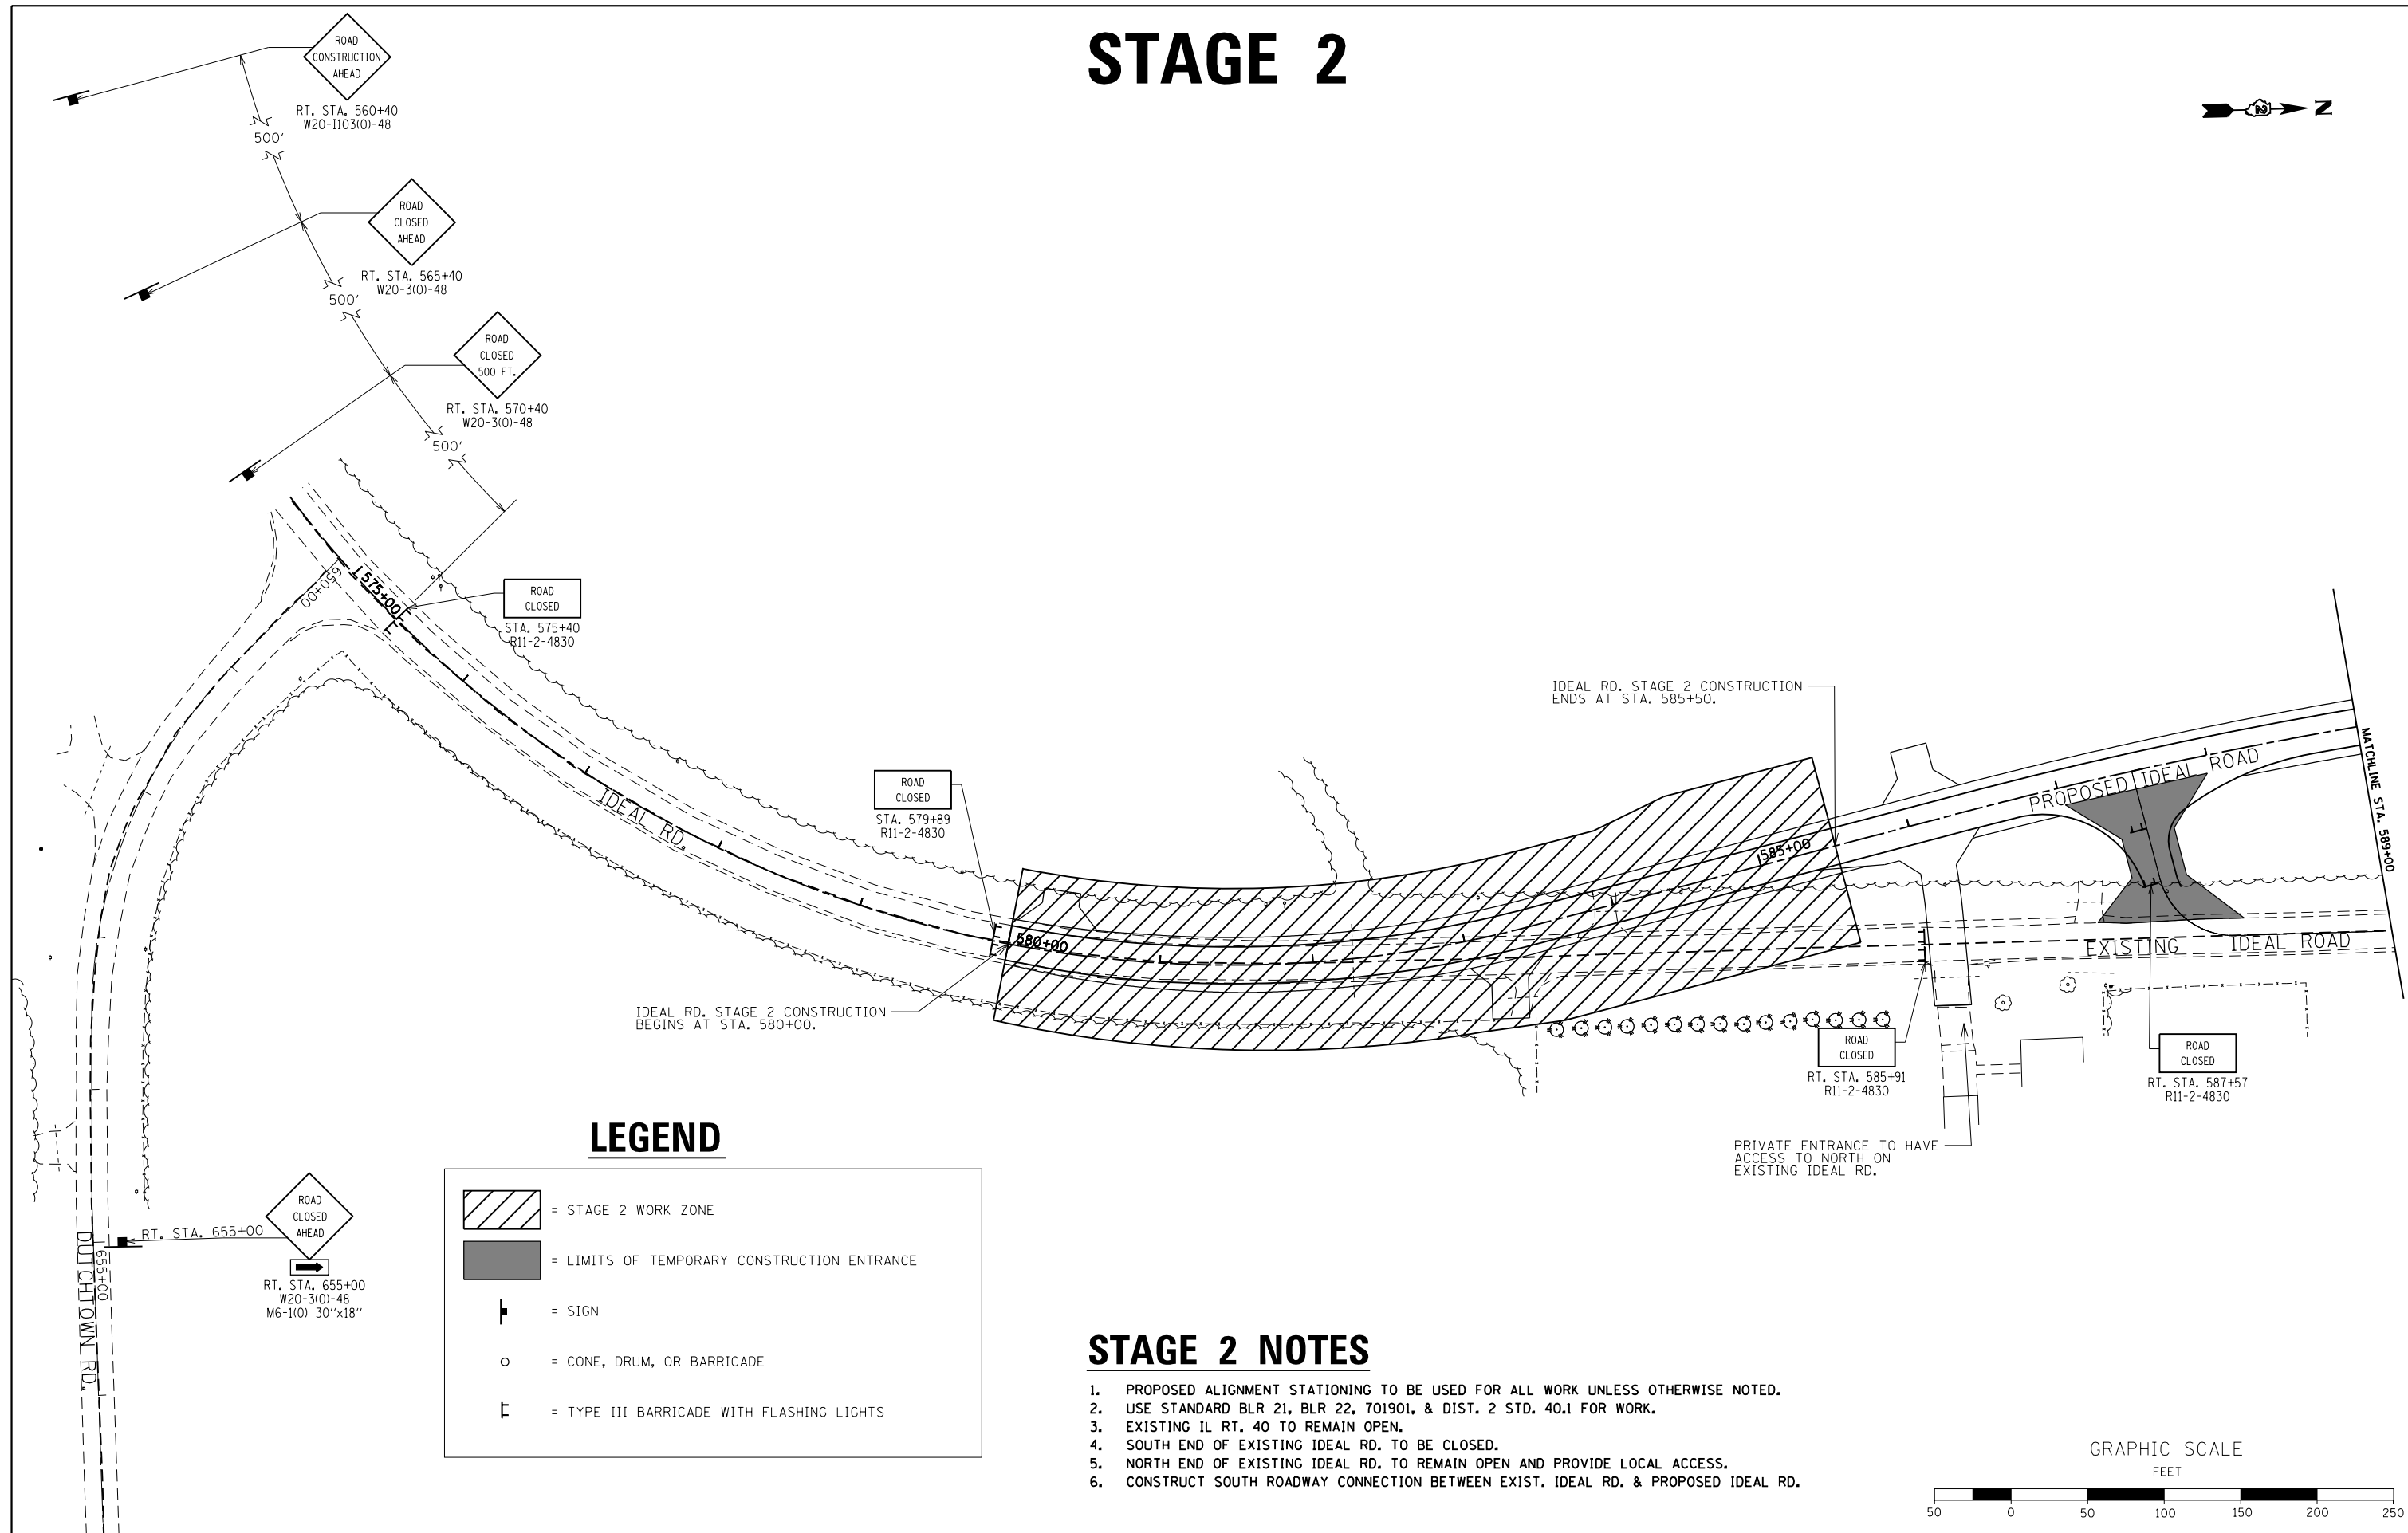 STAGE 2
ROAD
CONSTRUCTION
AHEAD
RT. STA. 560+40
W20-I103(O)-48
500'
ROAD
CLOSED
AHEAD
RT. STA. 565+40
W20-3(O)-48
500'
ROAD
CLOSED
500 FT.
RT. STA. 570+40
W20-3(O)-48
500'
N
650+00
575+00
ROAD
CLOSED
STA. 575+40
R11-2-4830
IDEAL RD.
ROAD
CLOSED
STA. 579+89
R11-2-4830
580+00
IDEAL RD. STAGE 2 CONSTRUCTION
BEGINS AT STA. 580+00.
IDEAL RD. STAGE 2 CONSTRUCTION
ENDS AT STA. 585+50.
585+00
PROPOSED IDEAL ROAD
MATCHLINE STA. 589+00
EXISTING IDEAL ROAD
ROAD
CLOSED
RT. STA. 585+91
R11-2-4830
ROAD
CLOSED
RT. STA. 587+57
R11-2-4830
PRIVATE ENTRANCE TO HAVE
ACCESS TO NORTH ON
EXISTING IDEAL RD.
DUTCHTOWN RD.
655+00
RT. STA. 655+00
ROAD
CLOSED
AHEAD
RT. STA. 655+00
W20-3(O)-48
M6-1(O) 30"x18"
LEGEND
= STAGE 2 WORK ZONE
= LIMITS OF TEMPORARY CONSTRUCTION ENTRANCE
= SIGN
= CONE, DRUM, OR BARRICADE
= TYPE III BARRICADE WITH FLASHING LIGHTS
STAGE 2 NOTES
1. PROPOSED ALIGNMENT STATIONING TO BE USED FOR ALL WORK UNLESS OTHERWISE NOTED.
2. USE STANDARD BLR 21, BLR 22, 701901, & DIST. 2 STD. 40.1 FOR WORK.
3. EXISTING IL RT. 40 TO REMAIN OPEN.
4. SOUTH END OF EXISTING IDEAL RD. TO BE CLOSED.
5. NORTH END OF EXISTING IDEAL RD. TO REMAIN OPEN AND PROVIDE LOCAL ACCESS.
6. CONSTRUCT SOUTH ROADWAY CONNECTION BETWEEN EXIST. IDEAL RD. & PROPOSED IDEAL RD.
GRAPHIC SCALE
FEET
50 0 50 100 150 200 250